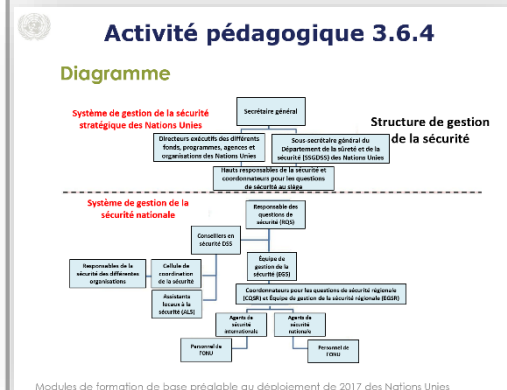 Activité pédagogique 3.6.4
Diagramme
Système de gestion de la sécurité
stratégique des Nations Unies
Secrétaire général
Structure de gestion
de la sécurité
Directeurs exécutifs des différents
fonds, programmes, agences et
organisations des Nations Unies
Sous-secrétaire général du
Département de la sûreté et de la
sécurité (SSGDSS) des Nations Unies
Hauts responsables de la sécurité et
coordonnateurs pour les questions
de sécurité au siège
Système de gestion de la
sécurité nationale
Responsable des
questions de
sécurité (RQS)
Conseillers en
sécurité DSS
Équipe de
gestion de la
sécurité (EGS)
Responsables de la
sécurité des différentes
organisations
Cellule de
coordination
de la sécurité
Assistants
locaux à la
sécurité (ALS)
Coordonnateurs pour les questions de sécurité régionale
(CQSR) et Équipe de gestion de la sécurité régionale (EGSR)
Agents de
sécurité
internationale
Agents de
sécurité
nationale
Personnel de
l'ONU
Personnel de
l'ONU
Modules de formation de base préalable au déploiement de 2017 des Nations Unies